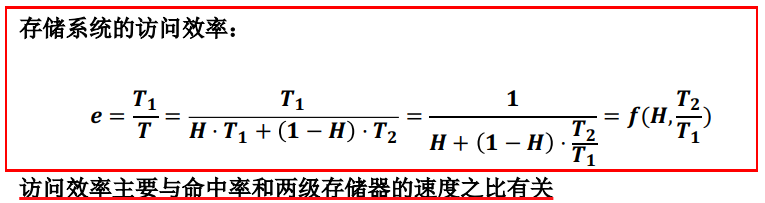 存储系统的访问效率：
e = T₁/T = T₁/(H · T₁ + (1 − H) · T₂) = 1/(H + (1 − H) · T₂/T₁) = f(H, T₂/T₁)
访问效率主要与命中率和两级存储器的速度之比有关